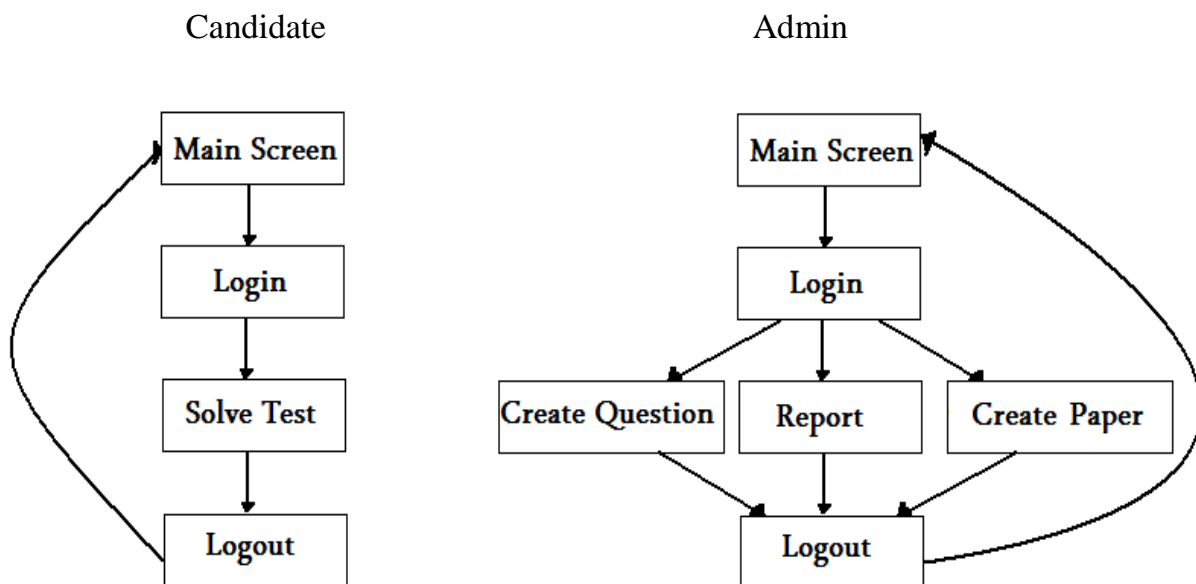 Candidate
Admin
Main Screen
Login
Solve Test
Logout
Main Screen
Login
Create Question
Report
Create Paper
Logout